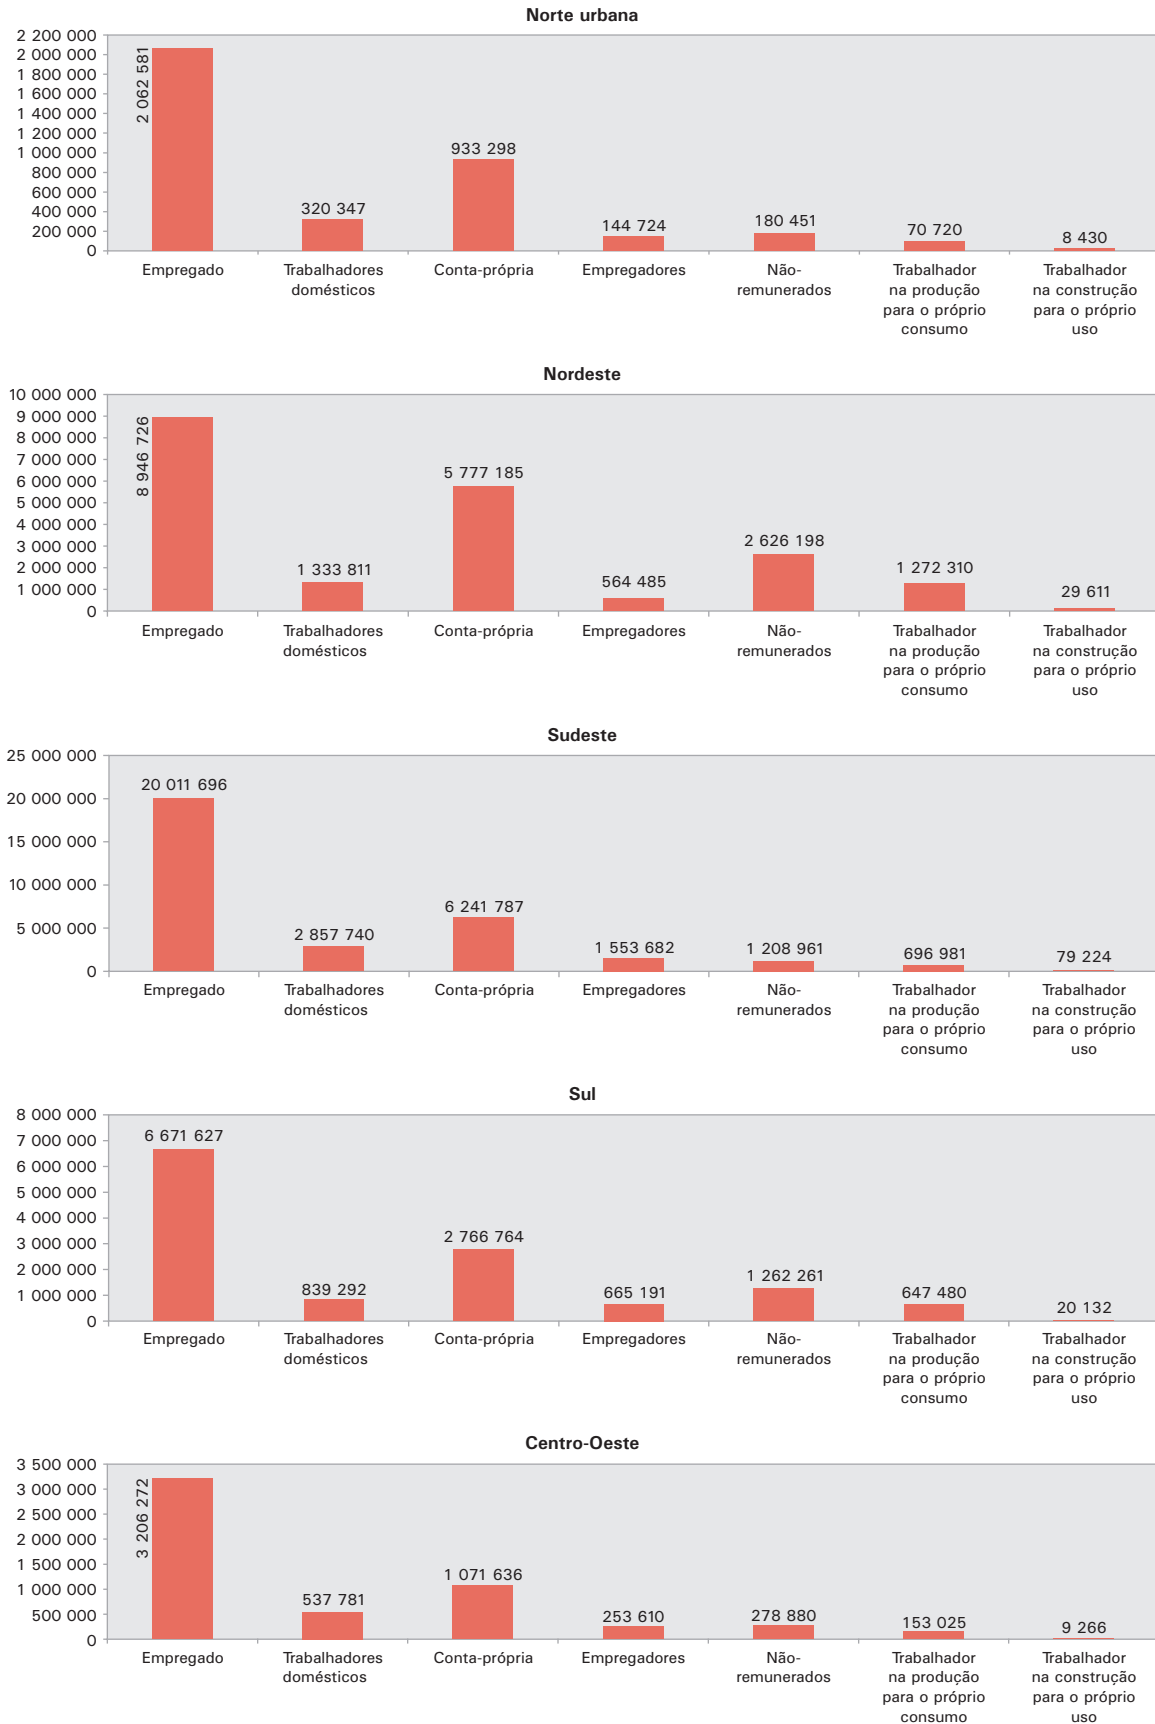 Norte urbana
2 200 000
2 000 000
1 800 000
1 600 000
1 400 000
1 200 000
1 000 000
800 000
600 000
400 000
200 000
0
2 062 581
320 347
933 298
144 724
180 451
70 720
8 430
Empregado
Trabalhadores
domésticos
Conta-própria
Empregadores
Não-
remunerados
Trabalhador
na produção
para o próprio
consumo
Trabalhador
na construção
para o próprio
uso
Nordeste
10 000 000
9 000 000
8 000 000
7 000 000
6 000 000
5 000 000
4 000 000
3 000 000
2 000 000
1 000 000
0
8 946 726
1 333 811
5 777 185
564 485
2 626 198
1 272 310
29 611
Empregado
Trabalhadores
domésticos
Conta-própria
Empregadores
Não-
remunerados
Trabalhador
na produção
para o próprio
consumo
Trabalhador
na construção
para o próprio
uso
Sudeste
25 000 000
20 000 000
15 000 000
10 000 000
5 000 000
0
20 011 696
2 857 740
6 241 787
1 553 682
1 208 961
696 981
79 224
Empregado
Trabalhadores
domésticos
Conta-própria
Empregadores
Não-
remunerados
Trabalhador
na produção
para o próprio
consumo
Trabalhador
na construção
para o próprio
uso
Sul
8 000 000
7 000 000
6 000 000
5 000 000
4 000 000
3 000 000
2 000 000
1 000 000
0
6 671 627
839 292
2 766 764
665 191
1 262 261
647 480
20 132
Empregado
Trabalhadores
domésticos
Conta-própria
Empregadores
Não-
remunerados
Trabalhador
na produção
para o próprio
consumo
Trabalhador
na construção
para o próprio
uso
Centro-Oeste
3 500 000
3 000 000
2 500 000
2 000 000
1 500 000
1 000 000
500 000
0
3 206 272
537 781
1 071 636
253 610
278 880
153 025
9 266
Empregado
Trabalhadores
domésticos
Conta-própria
Empregadores
Não-
remunerados
Trabalhador
na produção
para o próprio
consumo
Trabalhador
na construção
para o próprio
uso